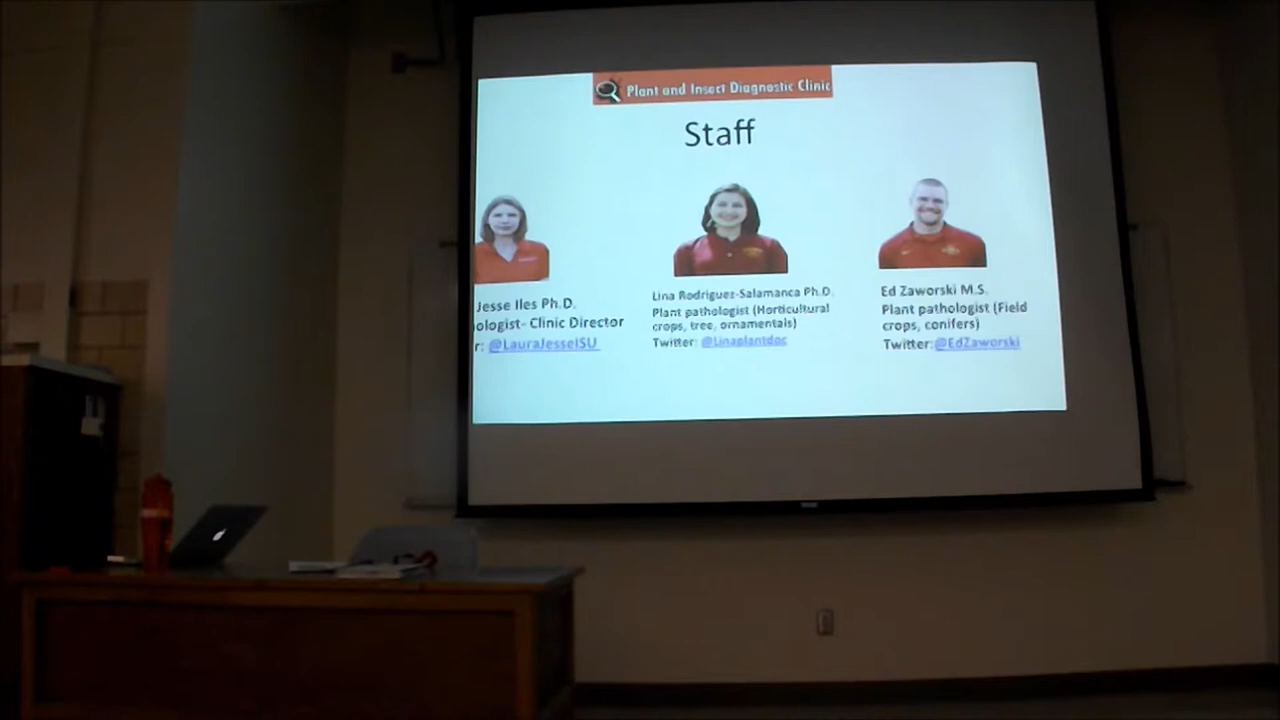 Plant and Insect Diagnostic Clinic
Staff
Jesse Iles Ph.D.
ologist- Clinic Director
r: @LauraJesseISU
Lina Rodriguez-Salamanca Ph.D.
Plant pathologist (Horticultural
crops, tree, ornamentals)
Twitter: @Linaplantdoc
Ed Zaworski M.S.
Plant pathologist (Field
crops, conifers)
Twitter:@EdZaworski